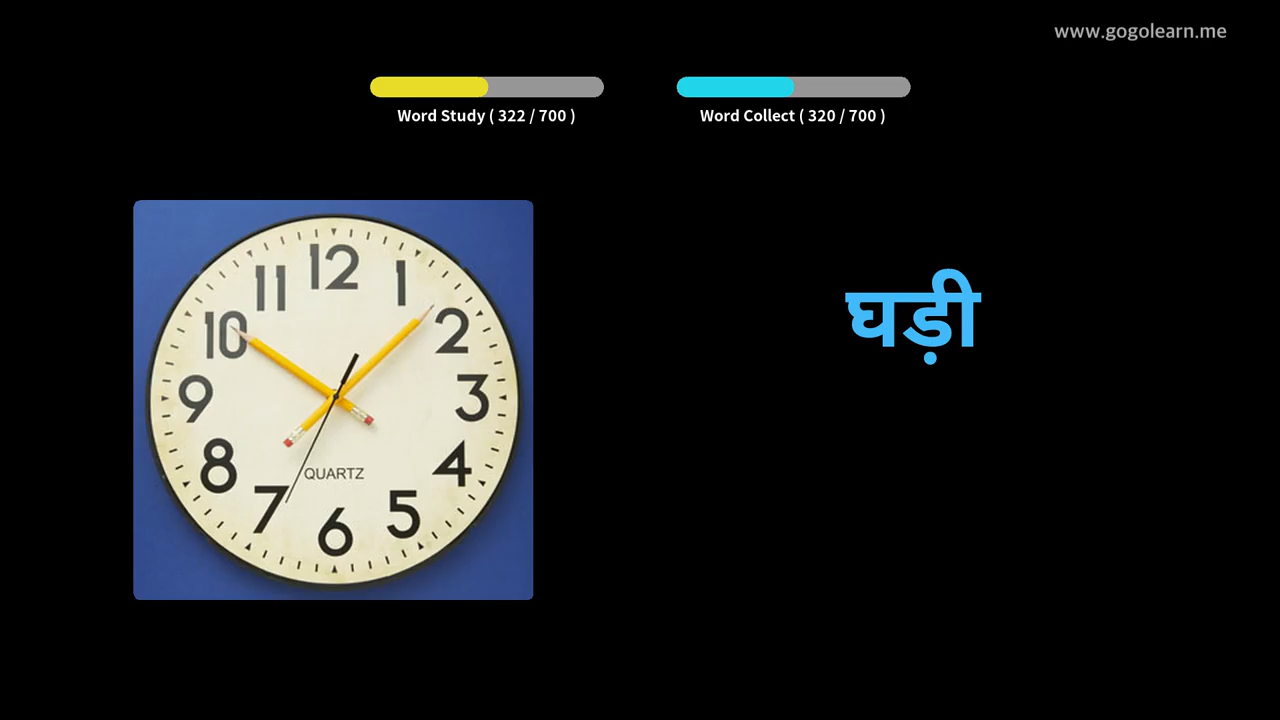 www.gogolearn.me
Word Study ( 322 / 700 )
Word Collect ( 320 / 700 )
12
11
1
10
2
9
3
8
4
QUARTZ
7
5
6
घड़ी